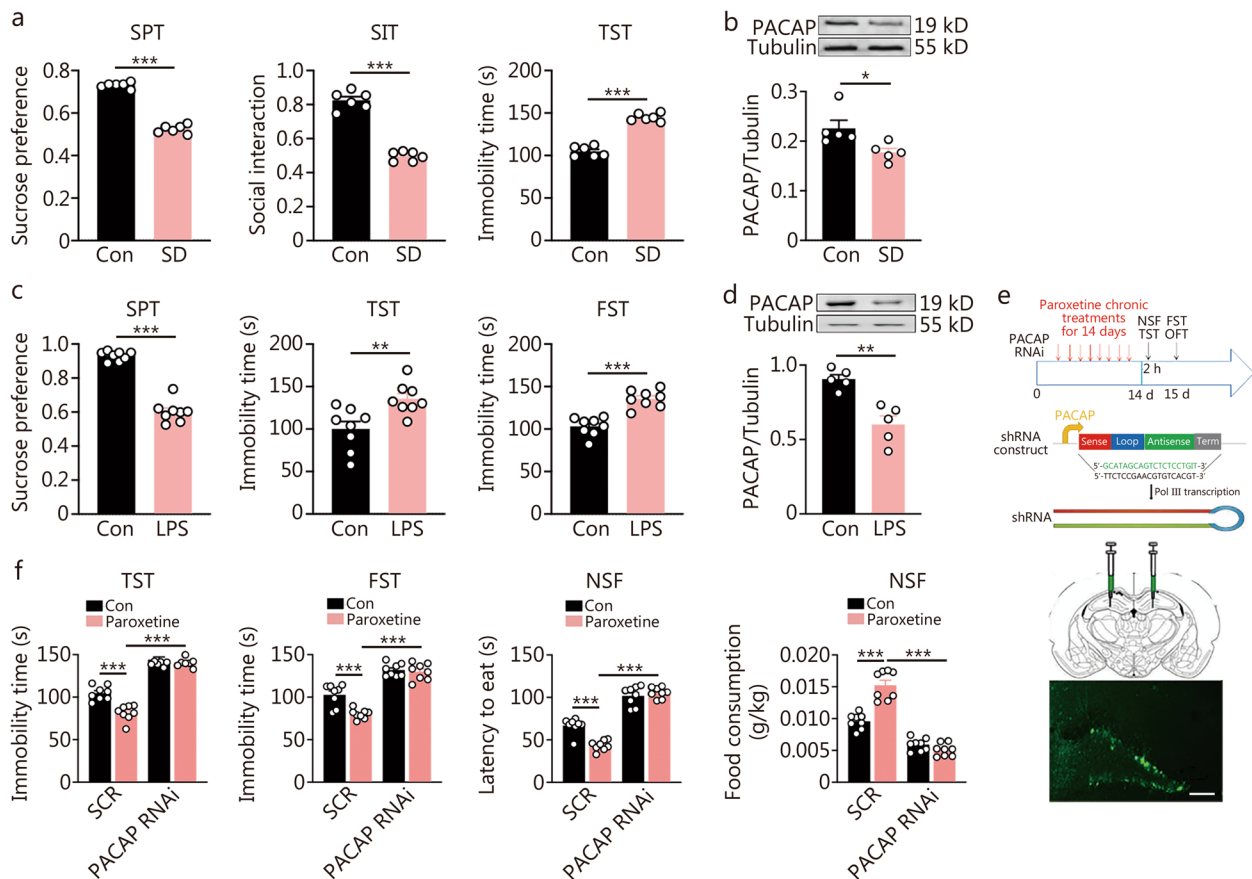 a
SPT
***
Sucrose preference
0.8
0.6
0.4
0.2
0
Con SD
SIT
***
Social interaction
1.0
0.8
0.6
0.4
0.2
0
Con SD
TST
***
Immobility time (s)
200
150
100
50
0
Con SD
b
PACAP 19 kD
Tubulin 55 kD
*
PACAP/Tubulin
0.3
0.2
0.1
0
Con SD
c
SPT
***
Sucrose preference
1.0
0.8
0.6
0.4
0.2
0
Con LPS
TST
**
Immobility time (s)
200
150
100
50
0
Con LPS
FST
***
Immobility time (s)
200
150
100
50
0
Con LPS
d
PACAP 19 kD
Tubulin 55 kD
**
PACAP/Tubulin
1.0
0.5
0
Con LPS
e
Paroxetine chronic
treatments
for 14 days
NSF FST
TST OFT
PACAP
RNAi
2 h
0 14 d 15 d
PACAP
shRNA
construct
Sense Loop Antisense Term
5'-GCATAGCAGTCTCTCCTGIT-3'
5'-TTCTCCGAACGTGTCACGT-3'
Pol III transcription
shRNA
f
TST
Con
Paroxetine
***
***
Immobility time (s)
150
100
50
0
SCR
PACAP RNAi
FST
Con
Paroxetine
***
***
Immobility time (s)
150
100
50
0
SCR
PACAP RNAi
NSF
Con
Paroxetine
***
***
Latency to eat (s)
150
100
50
0
SCR
PACAP RNAi
NSF
Con
Paroxetine
*** ***
Food consumption
(g/kg)
0.020
0.015
0.010
0.005
0
SCR
PACAP RNAi